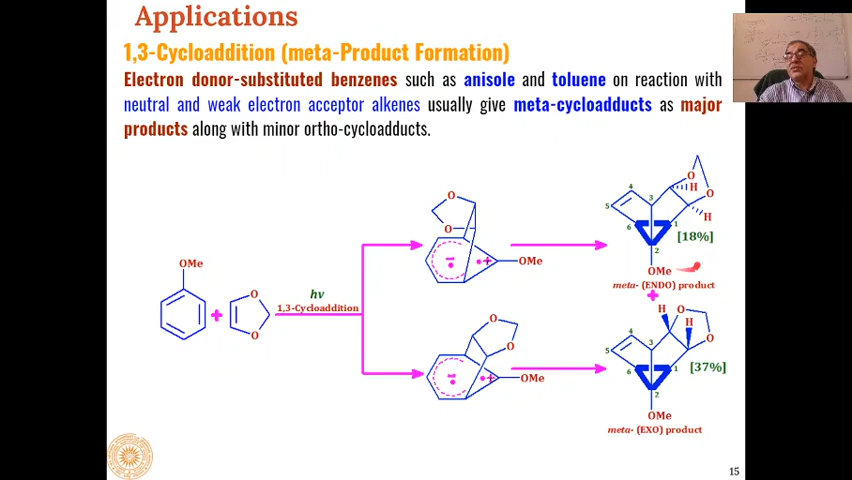 Applications
1,3-Cycloaddition (meta-Product Formation)
Electron donor-substituted benzenes such as anisole and toluene on reaction with
neutral and weak electron acceptor alkenes usually give meta-cycloadducts as major
products along with minor ortho-cycloadducts.
OMe
O
O
hν
1,3-Cycloaddition
O
O
OMe
O
O
H
H
4
3
5
6
1
2
[18%]
OMe
meta- (ENDO) product
O
O
OMe
H
H
O
O
4
3
5
6
1
2
[37%]
OMe
meta- (EXO) product
15